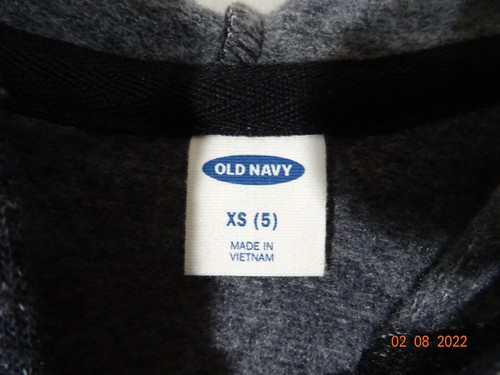 OLD NAVY
XS (5)
MADE IN
VIETNAM
02 08 2022